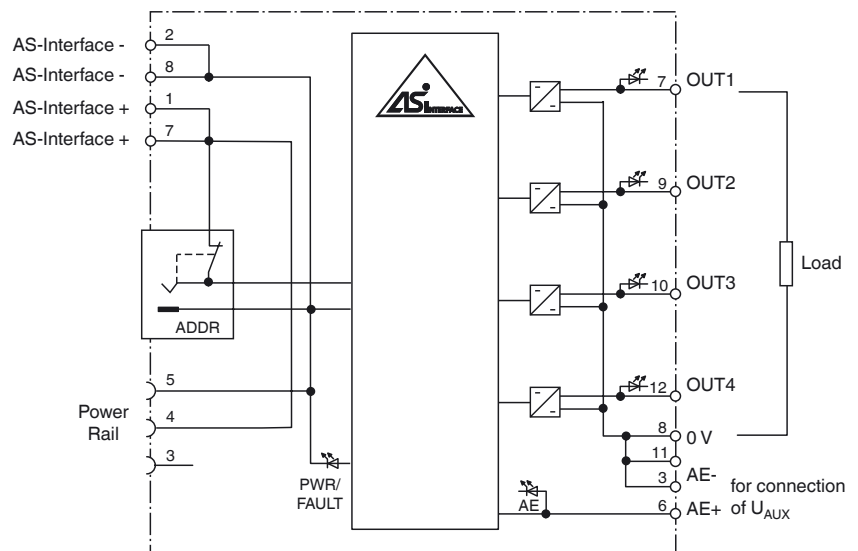 AS-Interface -
2
AS-Interface -
8
AS-Interface +
1
AS-Interface +
7
ADDR
Power
Rail
5
4
3
PWR/
FAULT
ASINTERFACE
7
OUT1
9
OUT2
10
OUT3
12
OUT4
8
0 V
11
3
AE-
AE
6
AE+
for connection
of UAUX
Load